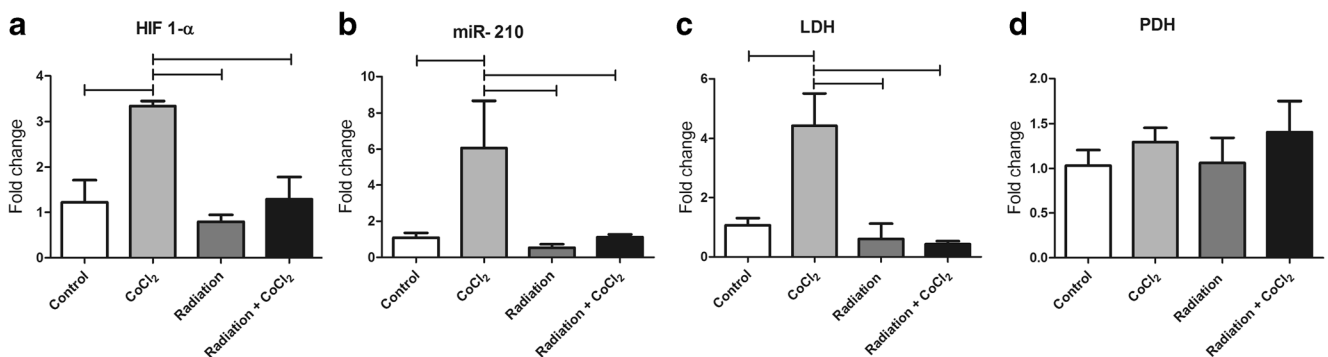 a
HIF 1-α
Fold change
4
3
2
1
0
Control
CoCl₂
Radiation
Radiation + CoCl₂
b
miR- 210
Fold change
10
8
6
4
2
0
Control
CoCl₂
Radiation
Radiation + CoCl₂
c
LDH
Fold change
6
4
2
0
Control
CoCl₂
Radiation
Radiation + CoCl₂
d
PDH
Fold change
2.0
1.5
1.0
0.5
0.0
Control
CoCl₂
Radiation
Radiation + CoCl₂